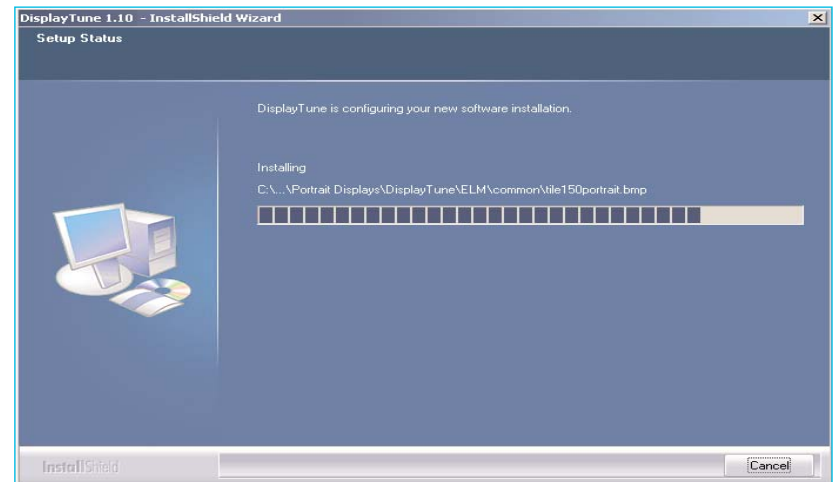 DisplayTune 1.10 - InstallShield Wizard
Setup Status
DisplayTune is configuring your new software installation.
Installing
C:\...\Portrait Displays\DisplayTune\ELM\common\tile150portrait.bmp
InstallShield
Cancel